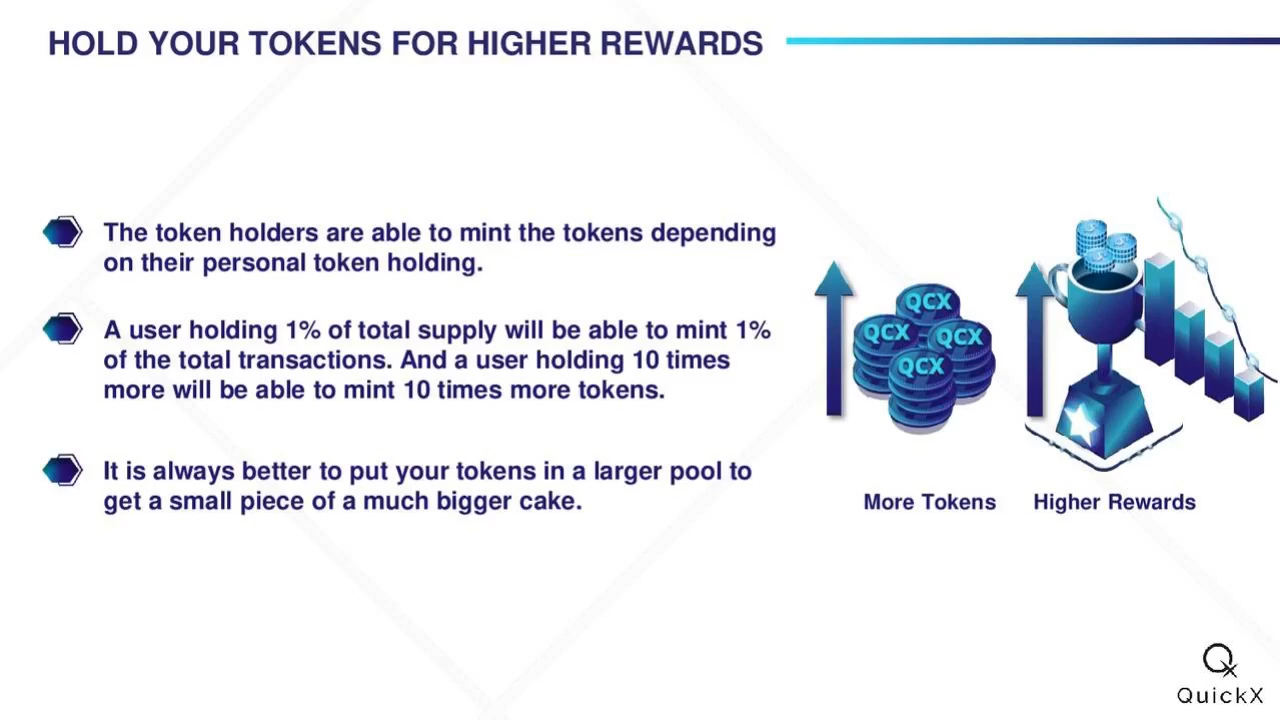 HOLD YOUR TOKENS FOR HIGHER REWARDS
The token holders are able to mint the tokens depending
on their personal token holding.
A user holding 1% of total supply will be able to mint 1%
of the total transactions. And a user holding 10 times
more will be able to mint 10 times more tokens.
It is always better to put your tokens in a larger pool to
get a small piece of a much bigger cake.
QCX
QCX
QCX
QCX
More Tokens
Higher Rewards
QuickX